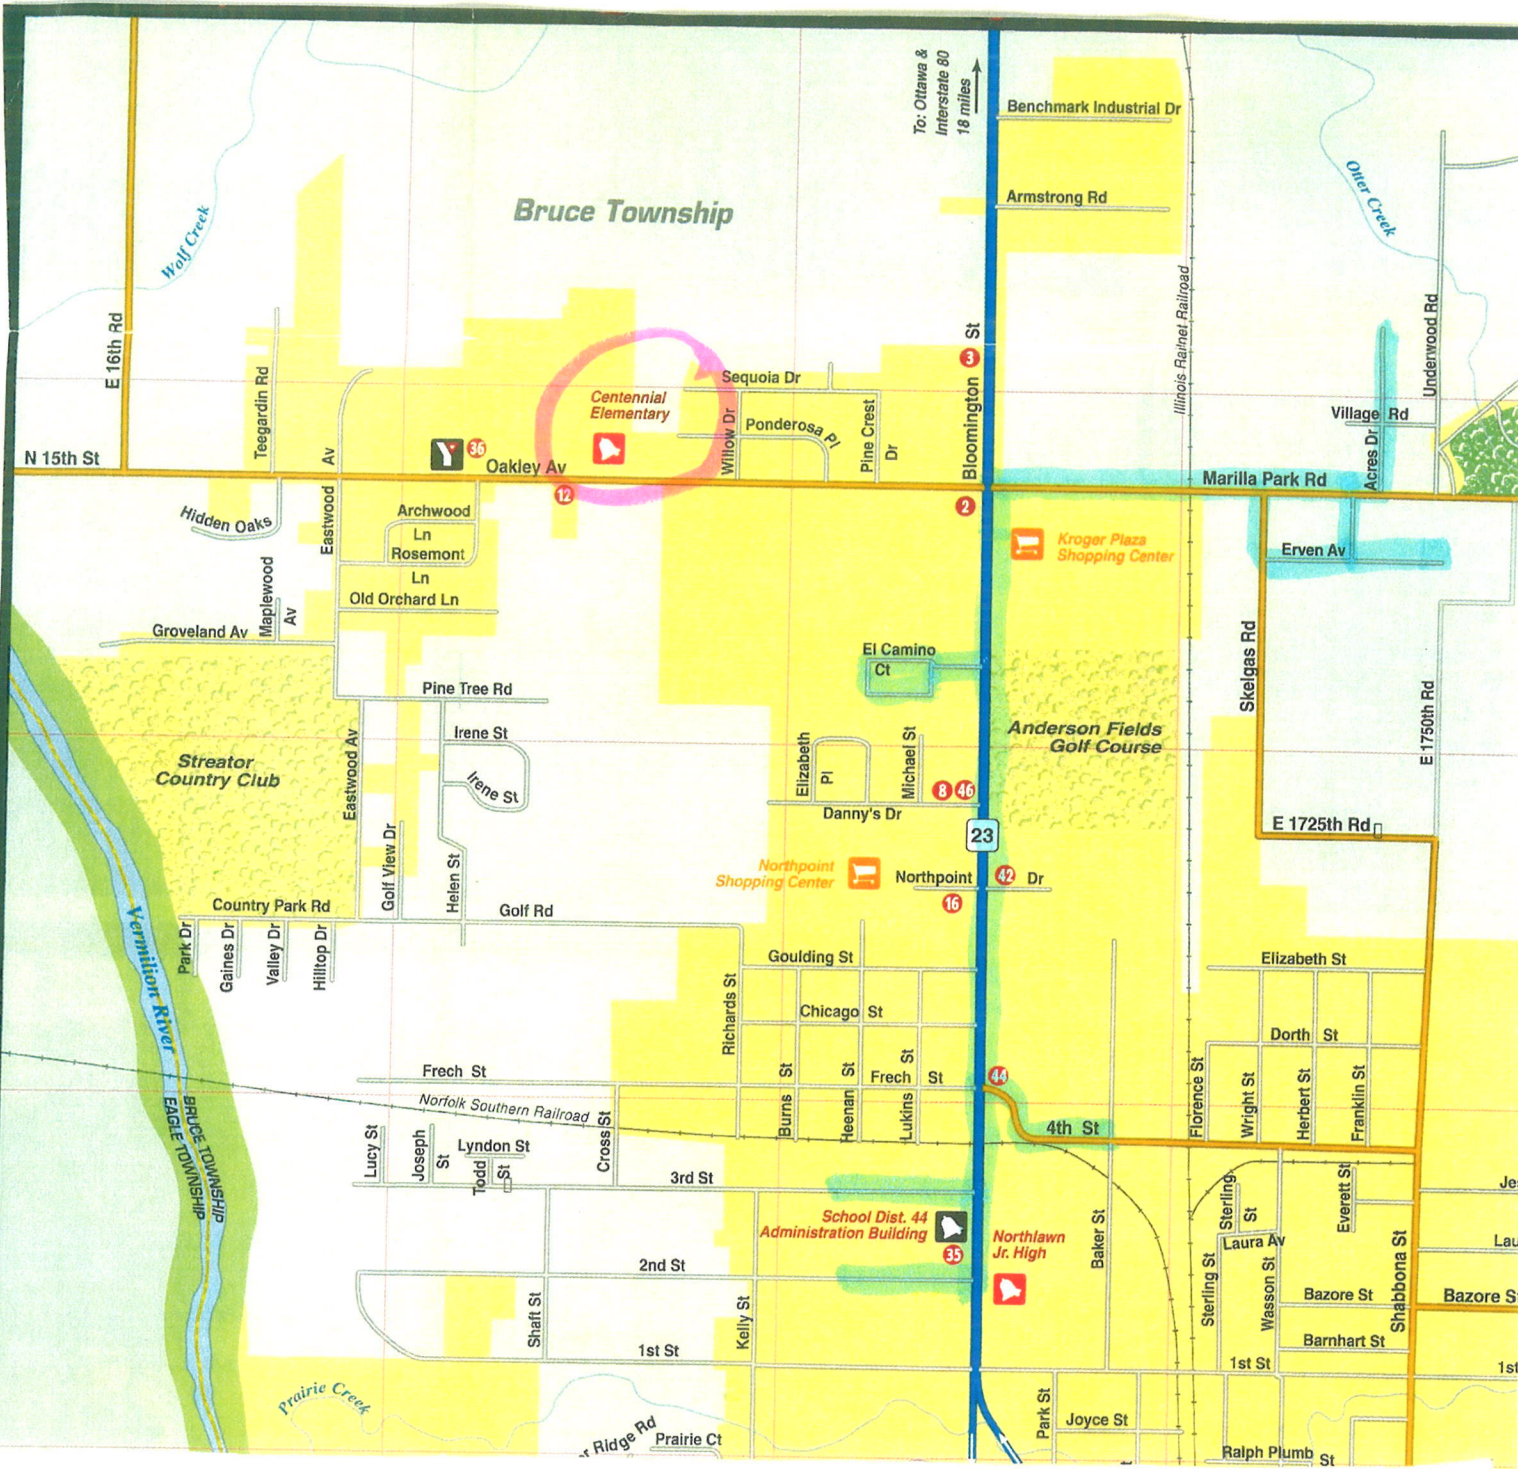 To: Ottawa &
Interstate 80
18 miles
Benchmark Industrial Dr
Armstrong Rd
Bruce Township
Wolf Creek
Otter Creek
E 16th Rd
Illinois Railnet Railroad
Underwood Rd
Bloomington St
3
Teegardin Rd
Centennial
Elementary
Sequoia Dr
Willow Dr
Ponderosa Pl
Pine Crest
Dr
Village Rd
Acres Dr
N 15th St
Eastwood Av
36
Oakley Av
12
2
Marilla Park Rd
Hidden Oaks
Archwood
Ln
Rosemont
Ln
Old Orchard Ln
Kroger Plaza
Shopping Center
Erven Av
Maplewood
Av
Groveland Av
El Camino
Ct
Skelgas Rd
E 1750th Rd
Pine Tree Rd
Irene St
Irene St
Streator
Country Club
Eastwood Av
Elizabeth
Pl
Michael St
8
46
Danny's Dr
Anderson Fields
Golf Course
23
E 1725th Rd
Golf View Dr
Helen St
Northpoint
Shopping Center
Northpoint Dr
42
16
Country Park Rd
Golf Rd
Park Dr
Gaines Dr
Valley Dr
Hilltop Dr
Vermilion River
Goulding St
Richards St
Chicago St
Elizabeth St
Dorth St
Frech St
Burns St
Heenan St
Frech St
Lukins St
44
Florence St
Wright St
Herbert St
Franklin St
Norfolk Southern Railroad
BRUCE TOWNSHIP
EAGLE TOWNSHIP
4th St
Lucy St
Joseph
St
Lyndon St
Todd
St
Cross St
3rd St
School Dist. 44
Administration Building
35
Northlawn
Jr. High
Baker St
Sterling
St
Laura Av
Everett St
Je
Lau
2nd St
Shaft St
Kelly St
Sterling St
Wasson St
Bazore St
Shabbona St
Bazore S
Barnhart St
1st St
1st St
1st
Prairie Creek
r Ridge Rd
Prairie Ct
Park St
Joyce St
Ralph Plumb St